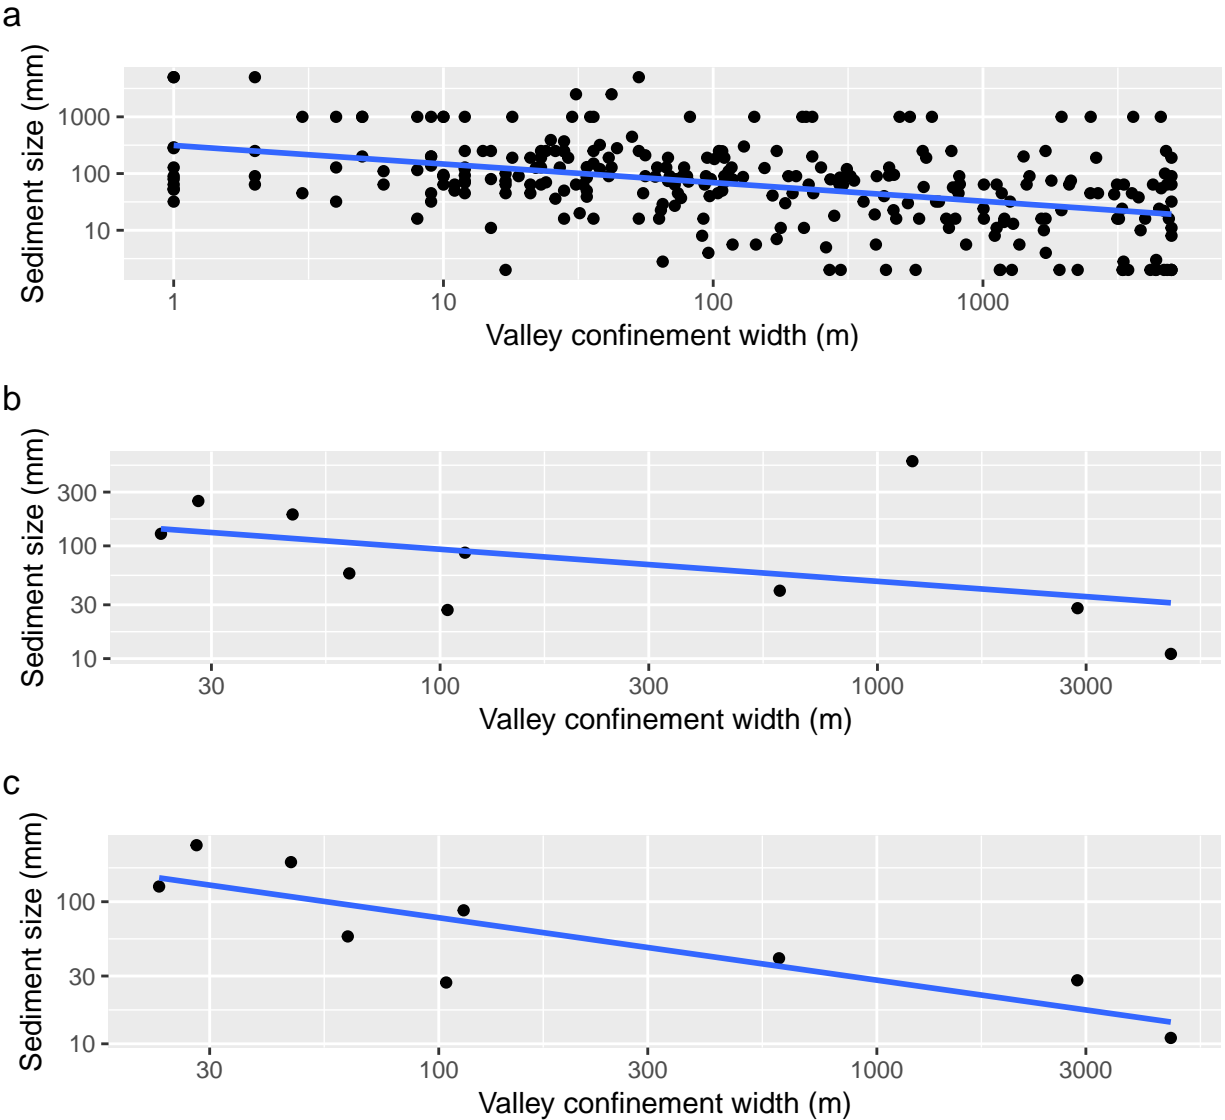 a
Sediment size (mm)
1000
100
10
1 10 100 1000
Valley confinement width (m)
b
Sediment size (mm)
300
100
30
10
30 100 300 1000 3000
Valley confinement width (m)
c
Sediment size (mm)
100
30
10
30 100 300 1000 3000
Valley confinement width (m)